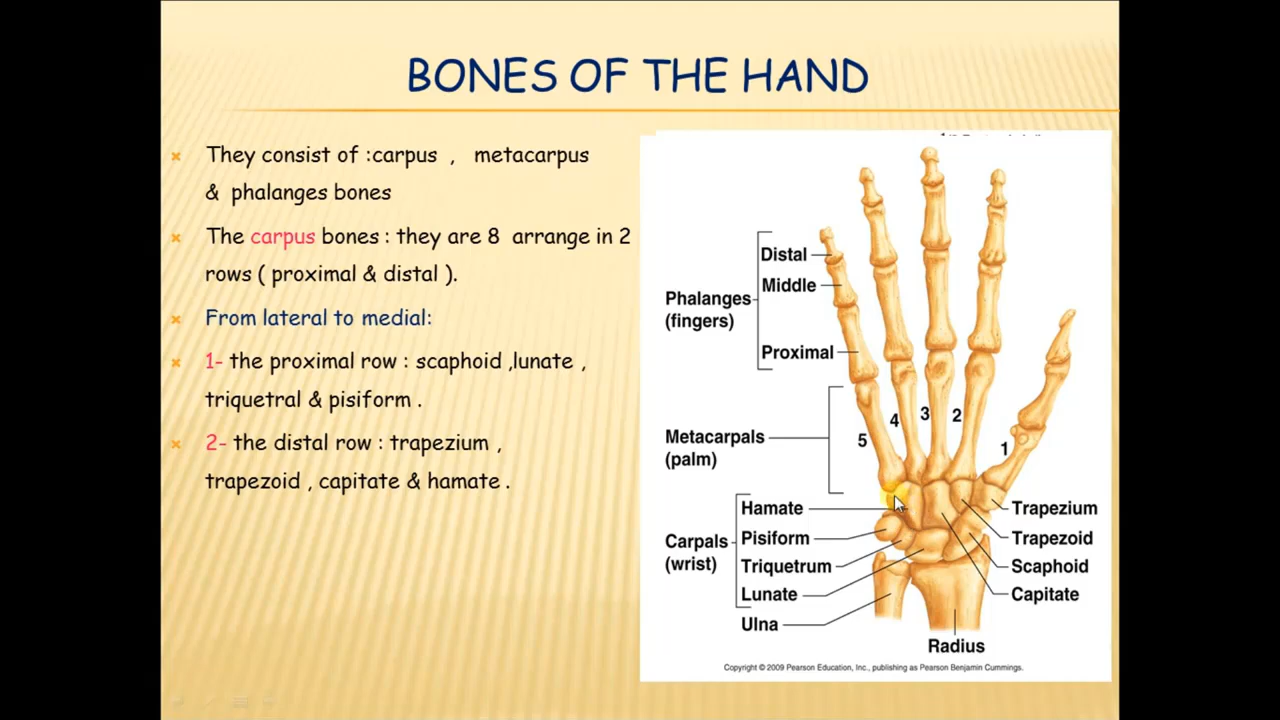 BONES OF THE HAND
They consist of :carpus , metacarpus
& phalanges bones
The carpus bones : they are 8 arrange in 2
rows ( proximal & distal ).
From lateral to medial:
1- the proximal row : scaphoid ,lunate ,
triquetral & pisiform .
2- the distal row : trapezium ,
trapezoid , capitate & hamate .
Distal
Middle
Phalanges
(fingers)
Proximal
Metacarpals
(palm)
5
4
3
2
1
Carpals
(wrist)
Hamate
Pisiform
Triquetrum
Lunate
Ulna
Trapezium
Trapezoid
Scaphoid
Capitate
Radius
Copyright © 2009 Pearson Education, Inc., publishing as Pearson Benjamin Cummings.